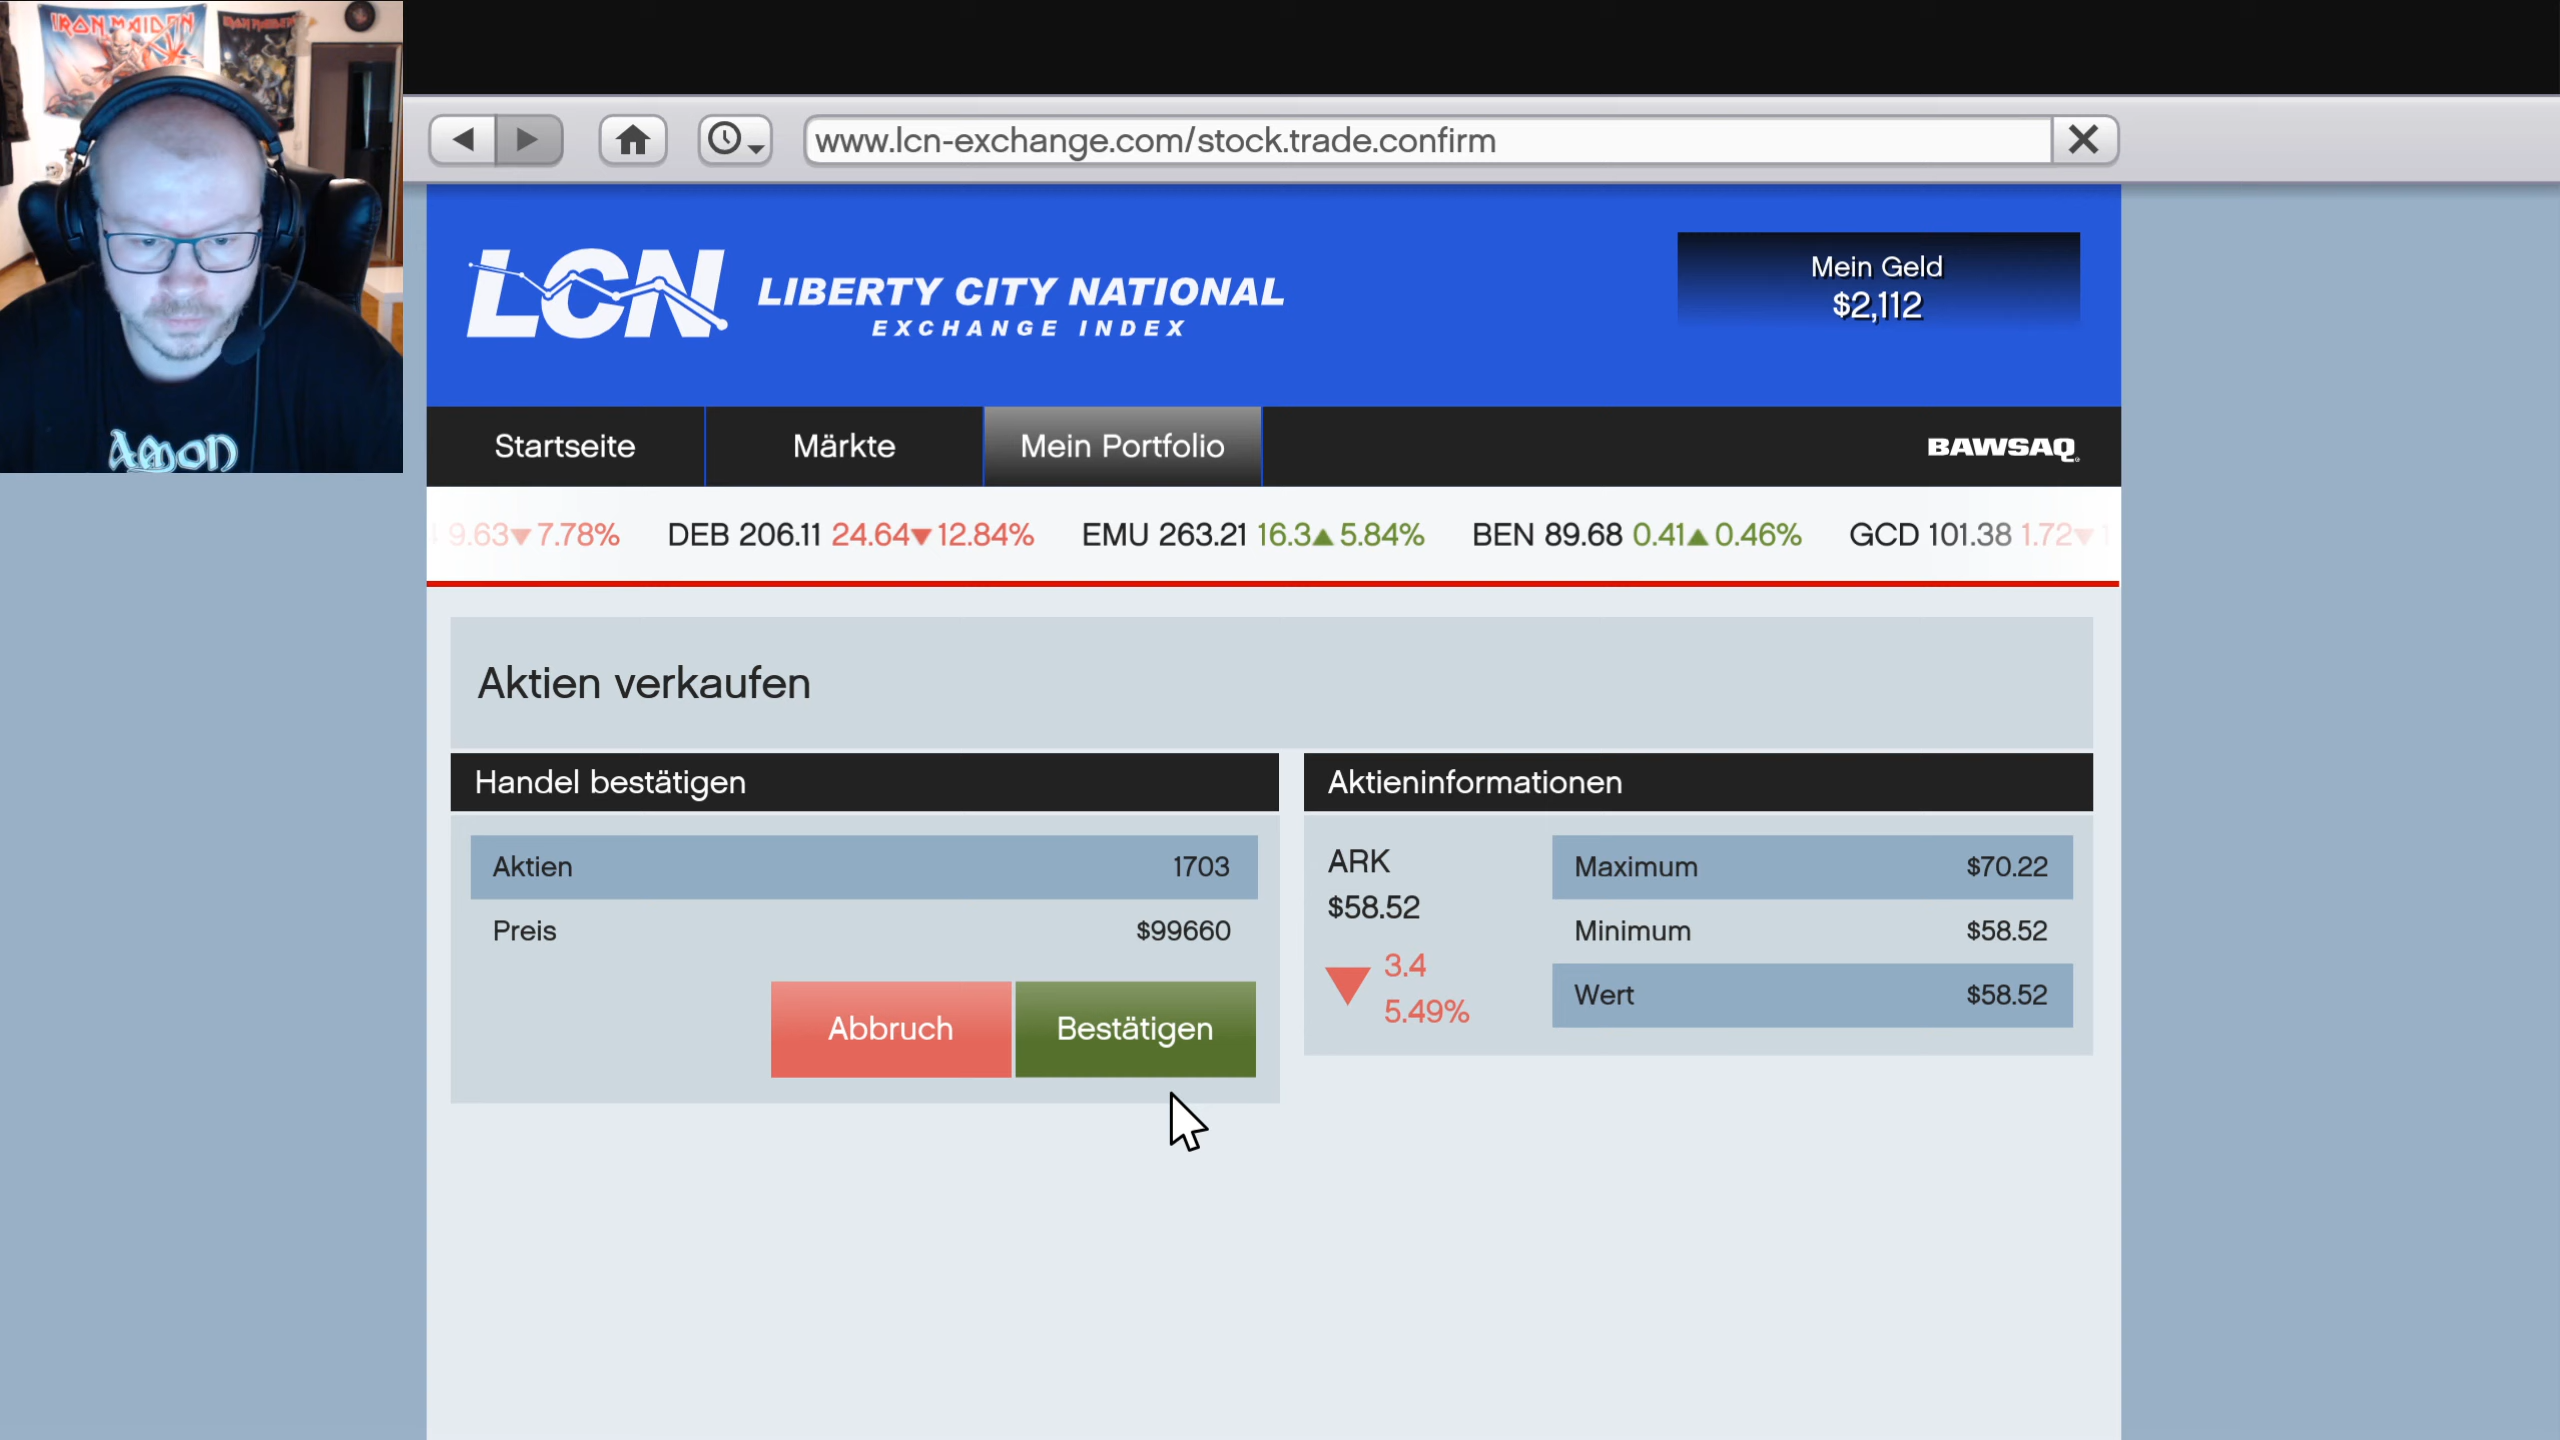 IRON MAIDEN
AMON
www.lcn-exchange.com/stock.trade.confirm
LCN
LIBERTY CITY NATIONAL
EXCHANGE INDEX
Mein Geld
$2,112
Startseite
Märkte
Mein Portfolio
BAWSAQ
9.63▼7.78% DEB 206.11 24.64▼12.84% EMU 263.21 16.3▲5.84% BEN 89.68 0.41▲0.46% GCD 101.38 1.72▼
Aktien verkaufen
Handel bestätigen
Aktien 1703
Preis $99660
Abbruch
Bestätigen
Aktieninformationen
ARK
$58.52
▼ 3.4
5.49%
Maximum $70.22
Minimum $58.52
Wert $58.52